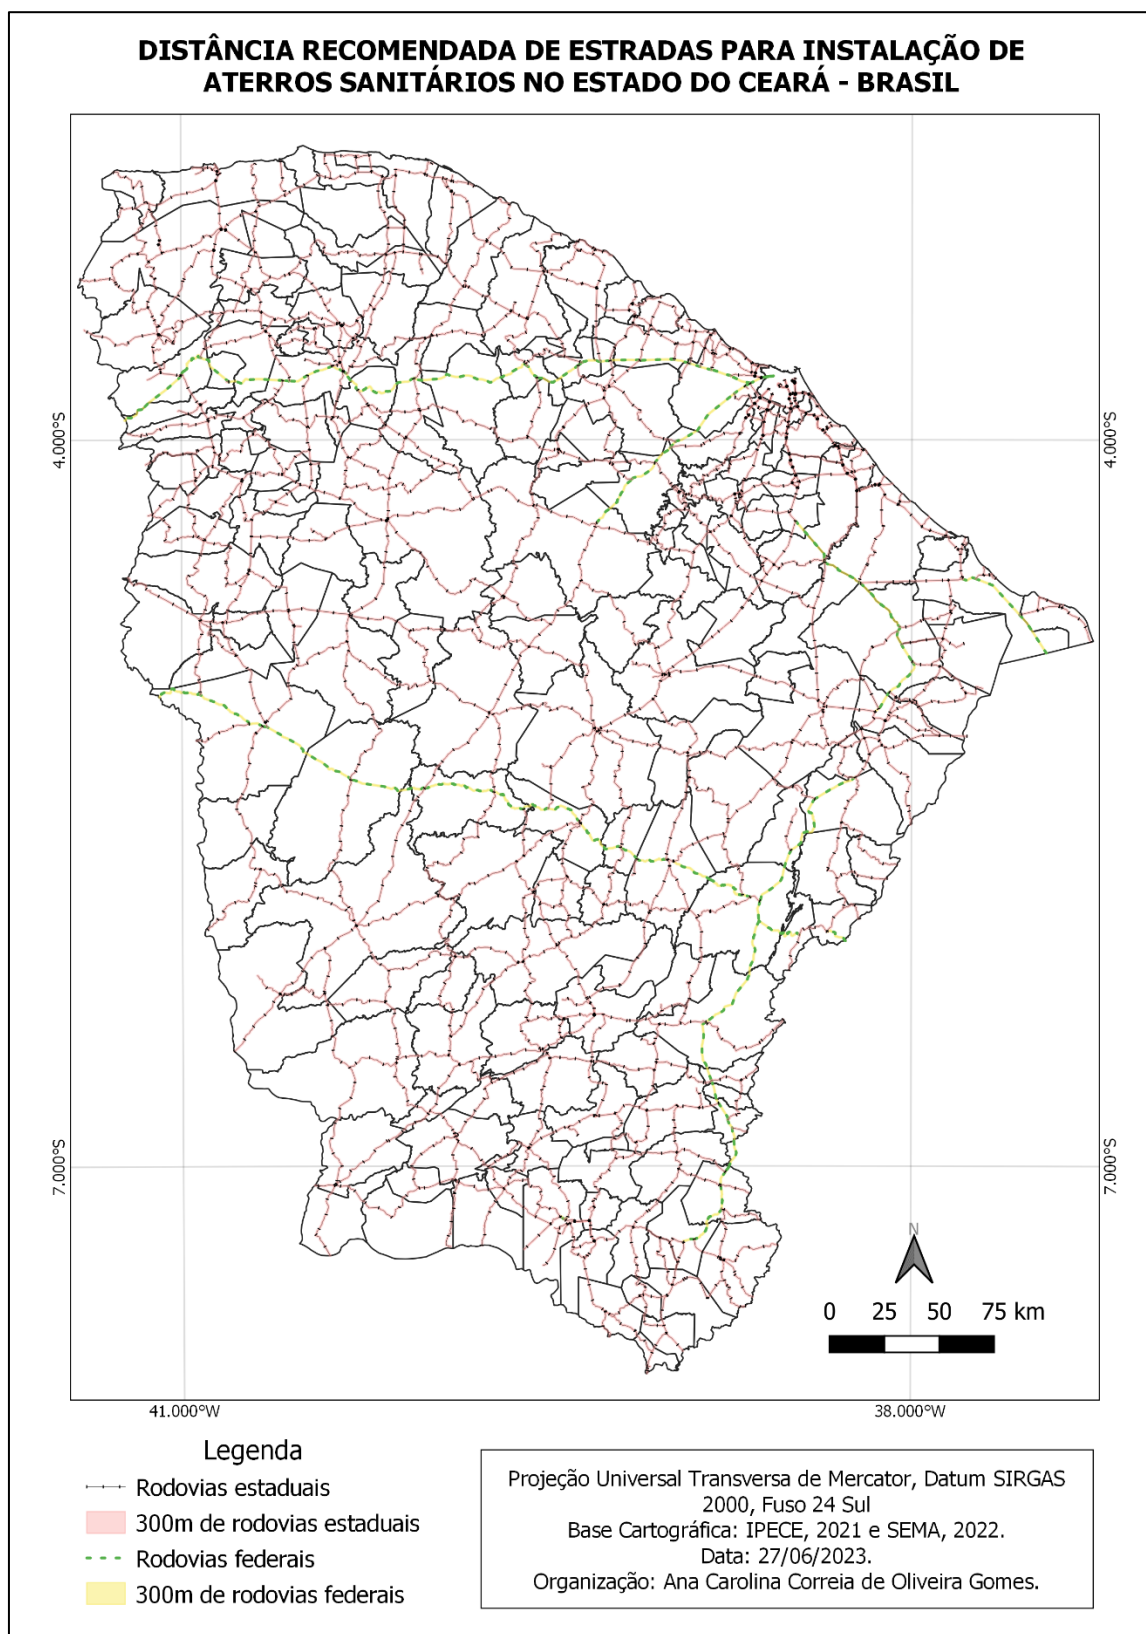 DISTÂNCIA RECOMENDADA DE ESTRADAS PARA INSTALAÇÃO DE
ATERROS SANITÁRIOS NO ESTADO DO CEARÁ - BRASIL
4.000°S
4.000°S
7.000°S
7.000°S
N
0 25 50 75 km
41.000°W
38.000°W
Legenda
Rodovias estaduais
300m de rodovias estaduais
Rodovias federais
300m de rodovias federais
Projeção Universal Transversa de Mercator, Datum SIRGAS
2000, Fuso 24 Sul
Base Cartográfica: IPECE, 2021 e SEMA, 2022.
Data: 27/06/2023.
Organização: Ana Carolina Correia de Oliveira Gomes.